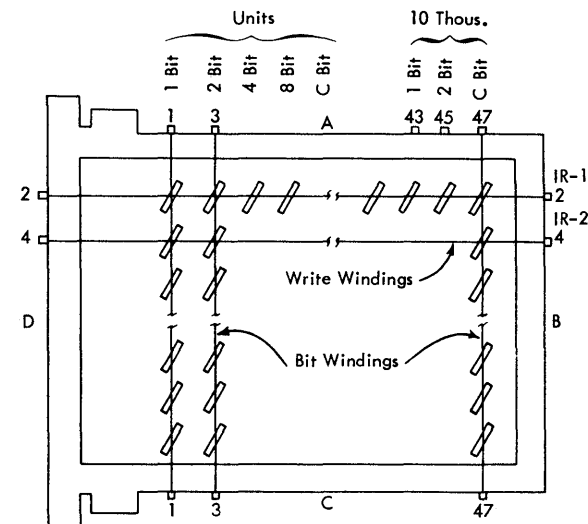 Units 10 Thous.
1 Bit 2 Bit 4 Bit 8 Bit C Bit 1 Bit 2 Bit C Bit
1 3 A 43 45 47
IR-1
2 2
IR-2
4 4
Write Windings
D B
Bit Windings
C
1 3 47